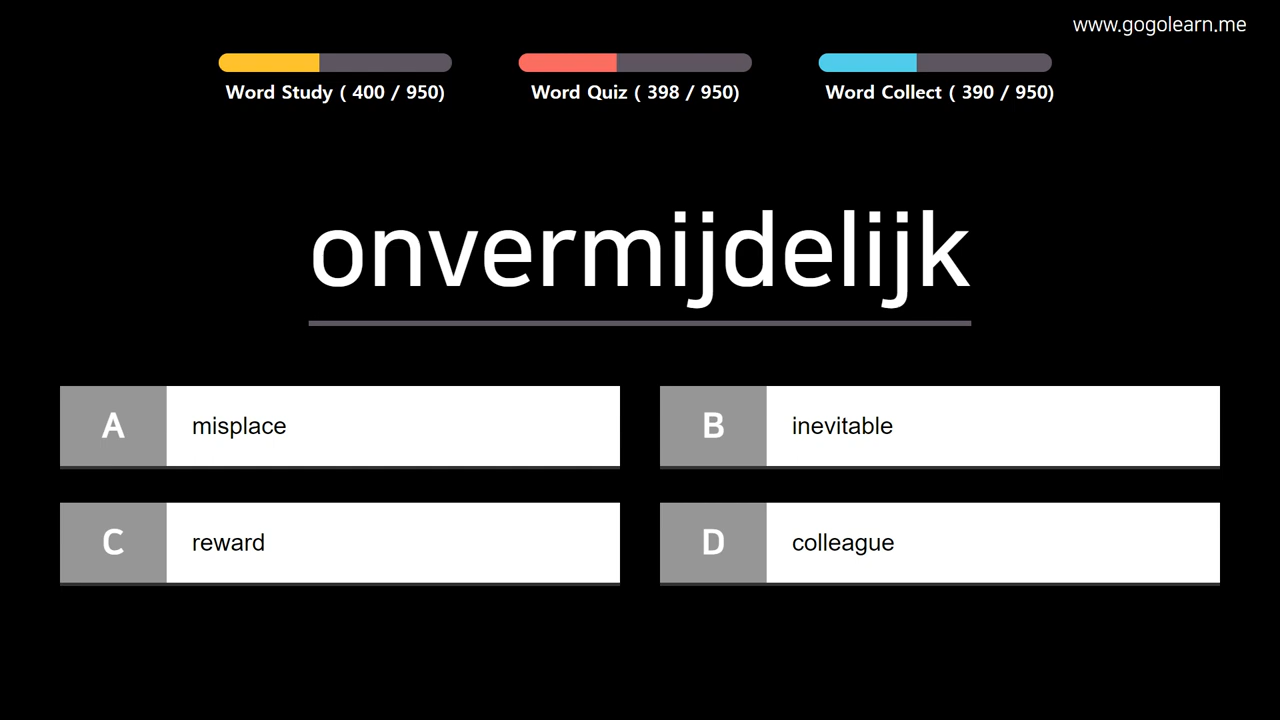 www.gogolearn.me
Word Study ( 400 / 950)
Word Quiz ( 398 / 950)
Word Collect ( 390 / 950)
onvermijdelijk
A misplace
B inevitable
C reward
D colleague